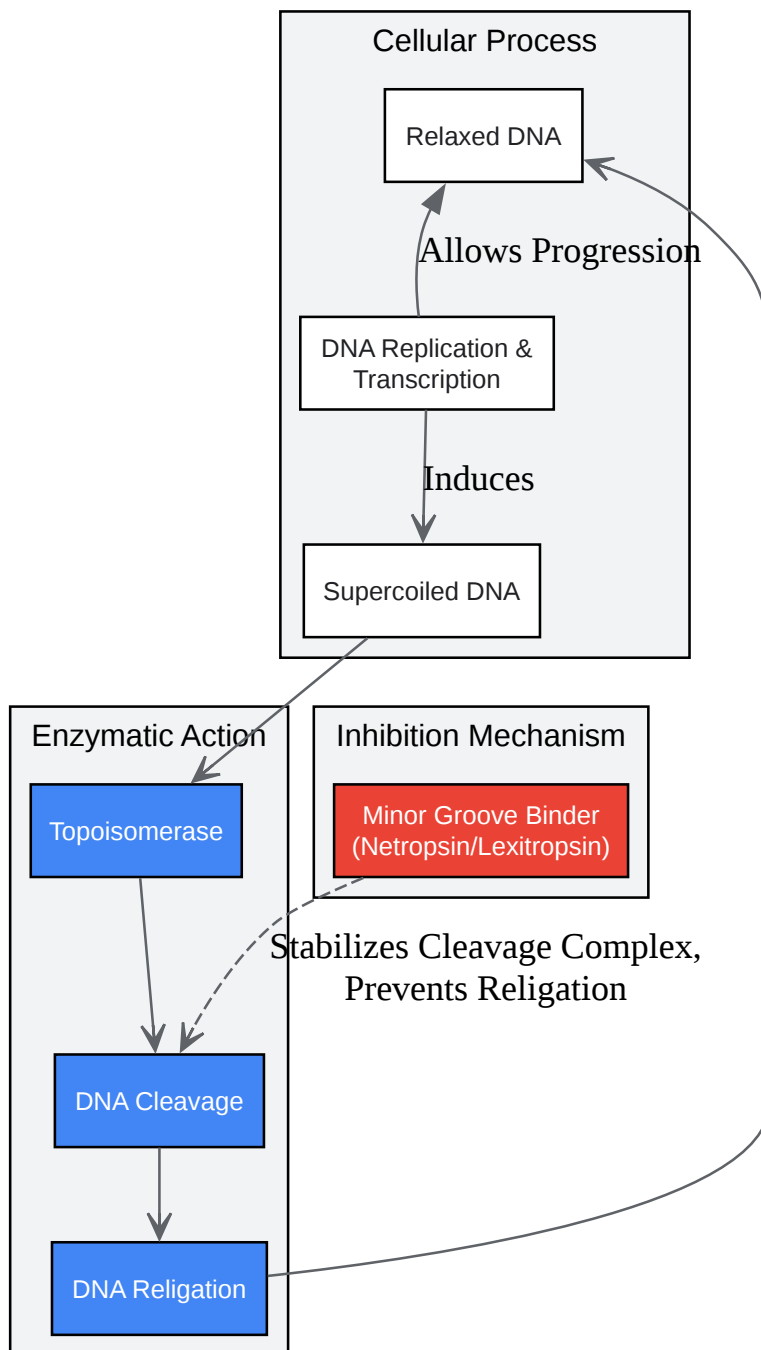 Cellular Process
Relaxed DNA
Allows Progression
DNA Replication &
Transcription
Induces
Supercoiled DNA
Enzymatic Action
Inhibition Mechanism
Topoisomerase
Minor Groove Binder
(Netropsin/Lexitropsin)
Stabilizes Cleavage Complex,
Prevents Religation
DNA Cleavage
DNA Religation